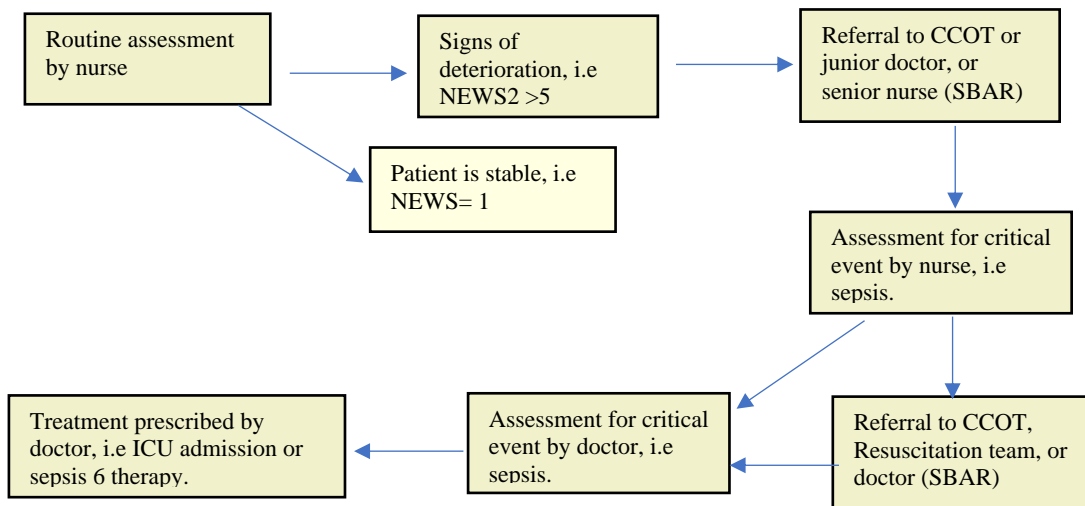 Routine assessment
by nurse
Signs of
deterioration, i.e
NEWS2 >5
Referral to CCOT or
junior doctor, or
senior nurse (SBAR)
Patient is stable, i.e
NEWS= 1
Assessment for critical
event by nurse, i.e
sepsis.
Referral to CCOT,
Resuscitation team, or
doctor (SBAR)
Assessment for critical
event by doctor, i.e
sepsis.
Treatment prescribed by
doctor, i.e ICU admission or
sepsis 6 therapy.